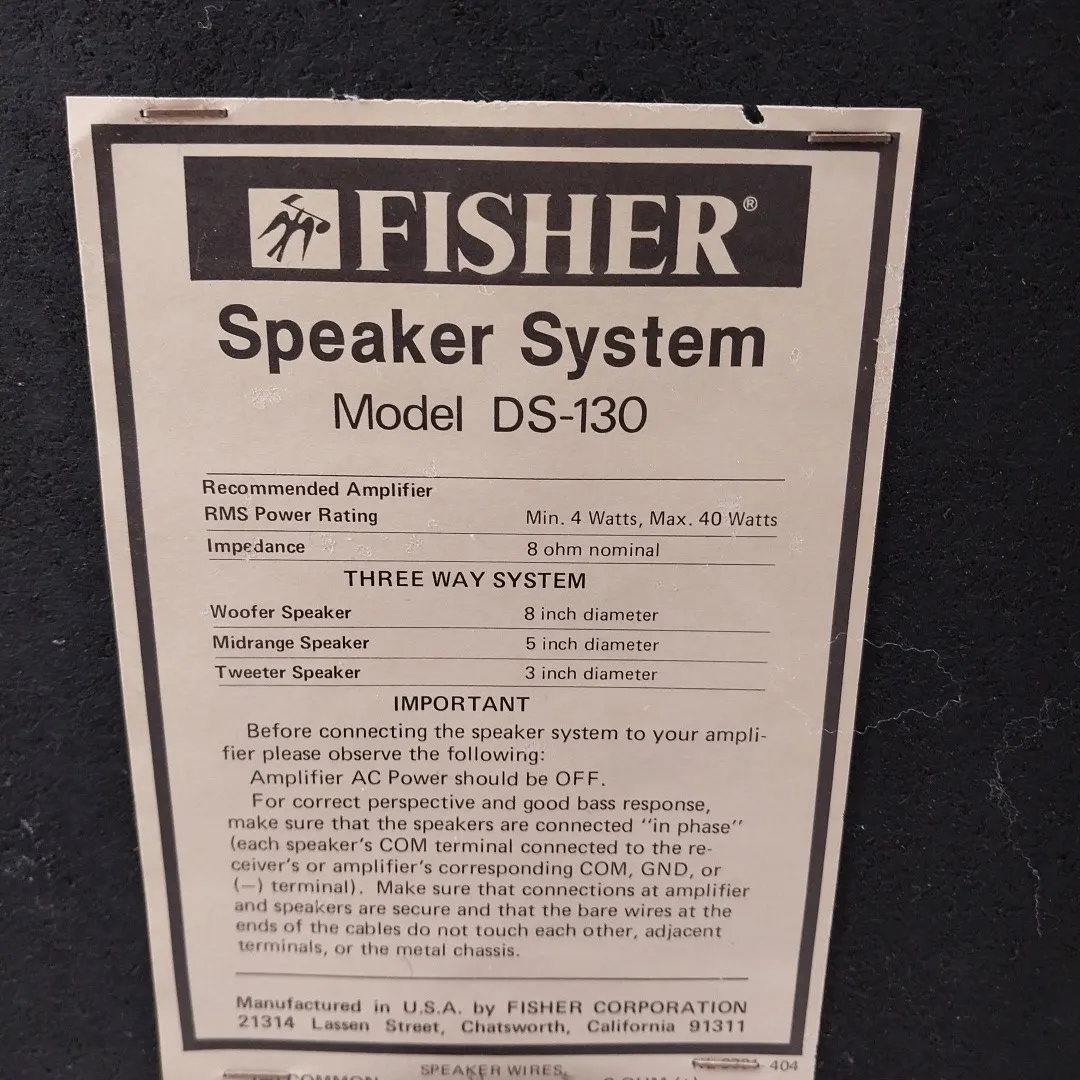 FISHER®
Speaker System
Model DS-130
Recommended Amplifier
RMS Power Rating Min. 4 Watts, Max. 40 Watts
Impedance 8 ohm nominal
THREE WAY SYSTEM
Woofer Speaker 8 inch diameter
Midrange Speaker 5 inch diameter
Tweeter Speaker 3 inch diameter
IMPORTANT
Before connecting the speaker system to your ampli-
fier please observe the following:
Amplifier AC Power should be OFF.
For correct perspective and good bass response,
make sure that the speakers are connected "in phase"
(each speaker's COM terminal connected to the re-
ceiver's or amplifier's corresponding COM, GND, or
(—) terminal). Make sure that connections at amplifier
and speakers are secure and that the bare wires at the
ends of the cables do not touch each other, adjacent
terminals, or the metal chassis.
Manufactured in U.S.A. by FISHER CORPORATION
21314 Lassen Street, Chatsworth, California 91311
404
SPEAKER WIRES
COMMON